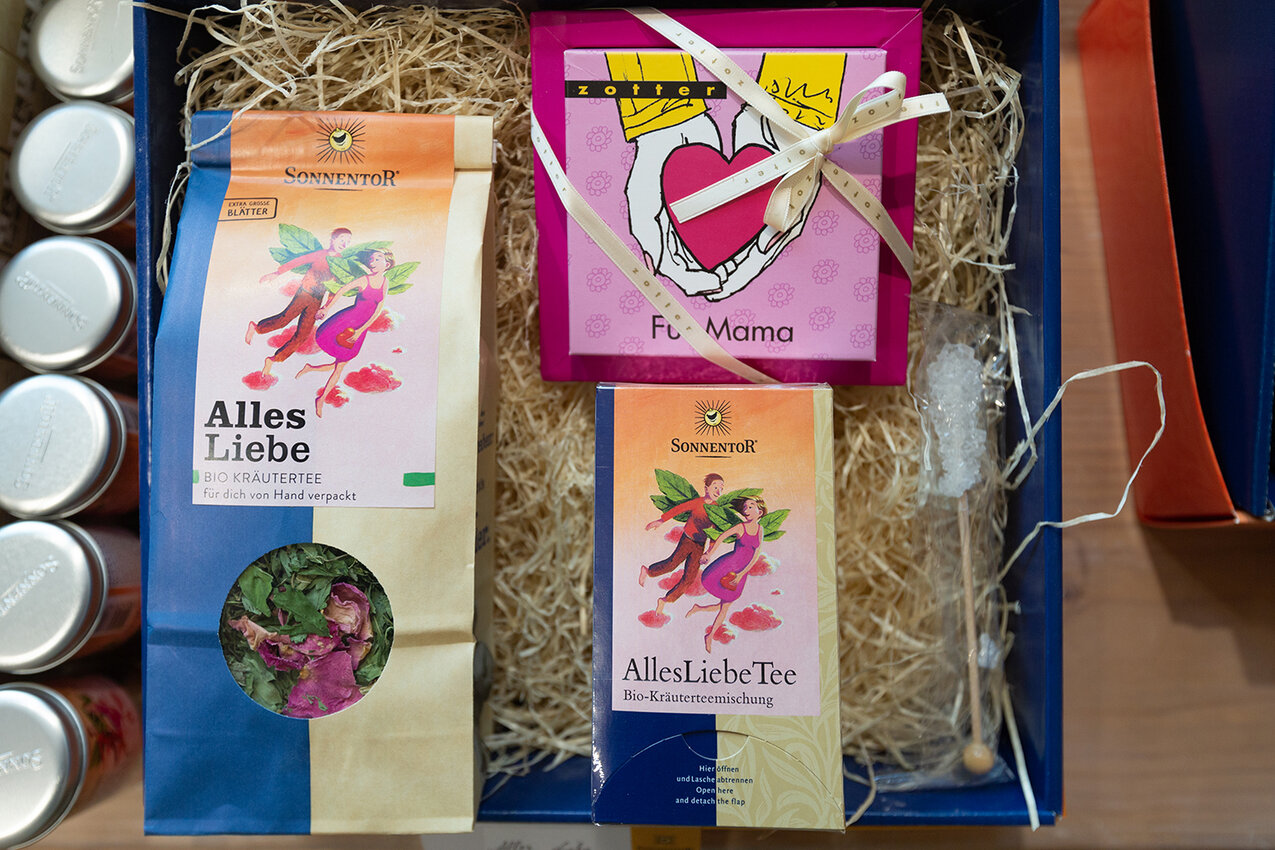 SONNENTOR®
EXTRA GROSSE
BLÄTTER
Alles
Liebe
BIO KRÄUTERTEE
für dich von Hand verpackt
zotter
Für Mama
SONNENTOR®
AllesLiebeTee
Bio-Kräuterteemischung
Hier öffnen
und Lasche abtrennen
Open here
and detach the flap